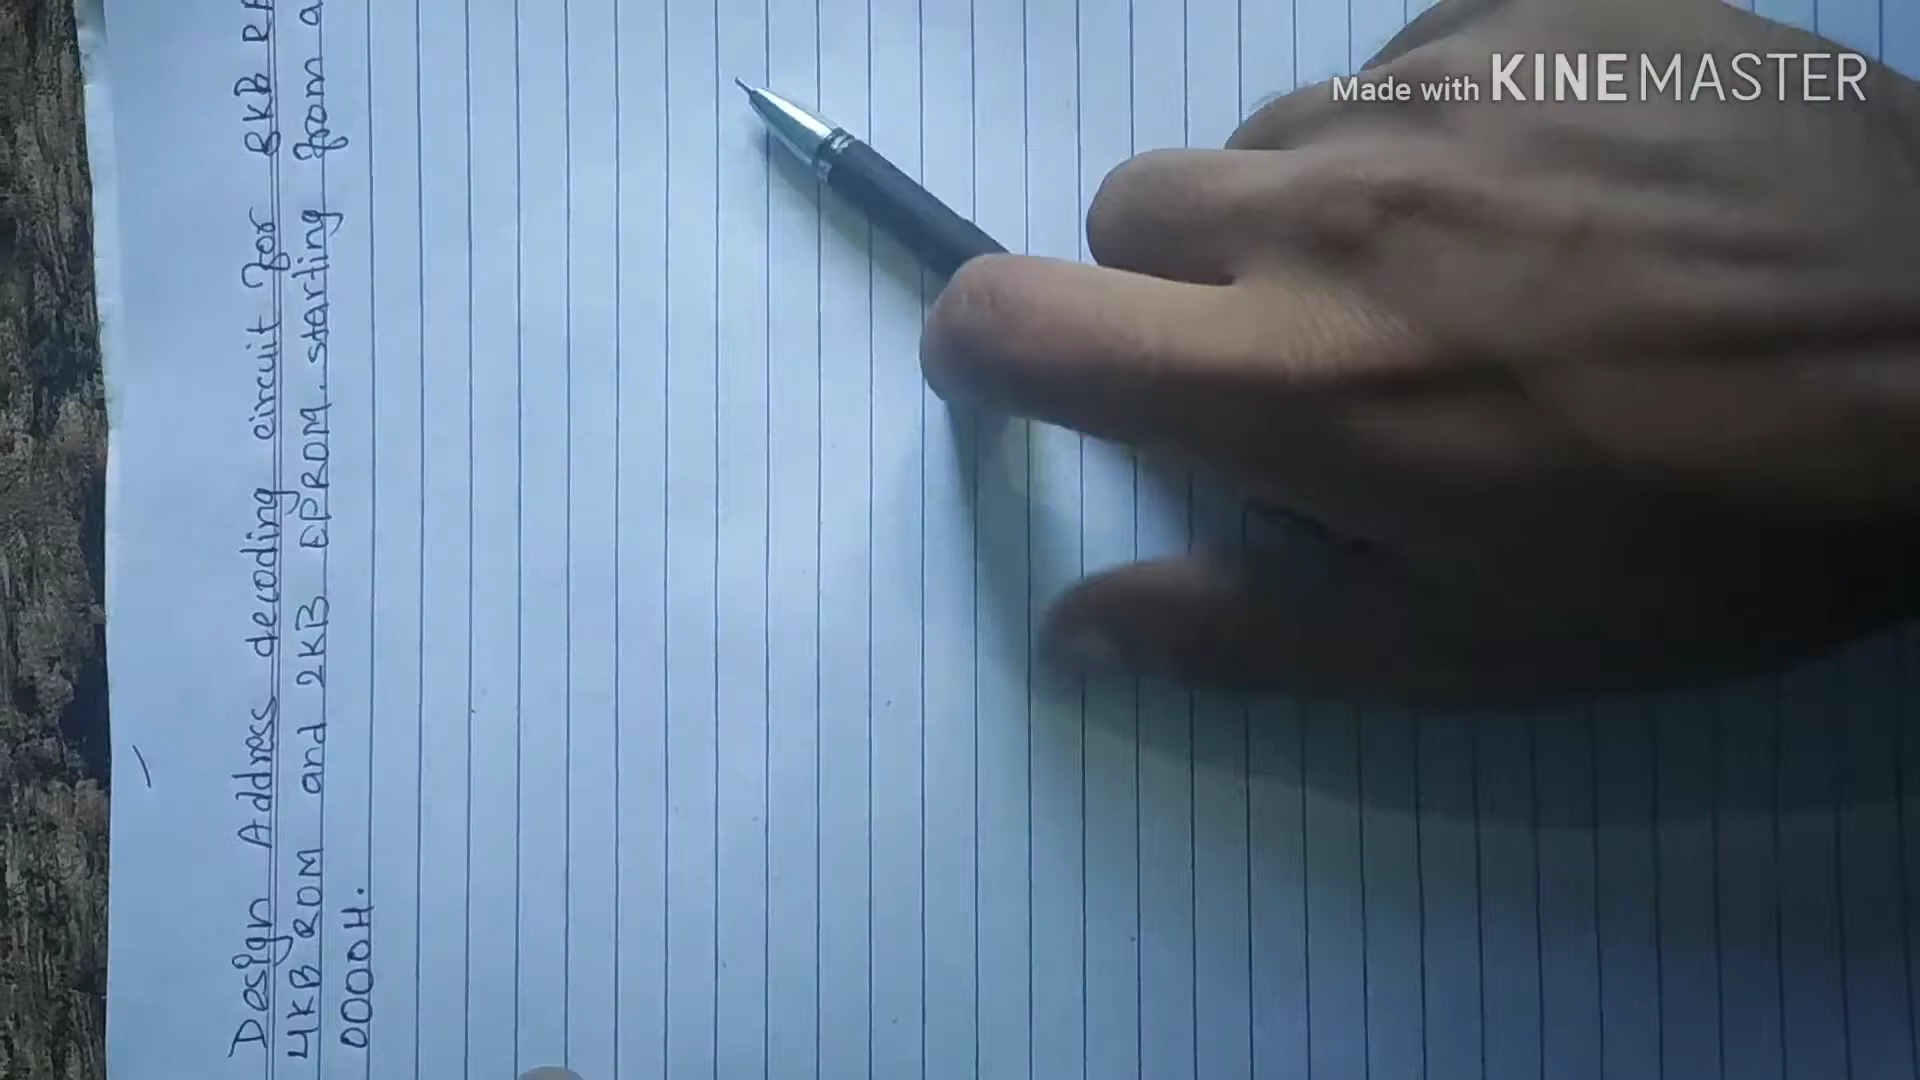 Design Address decoding circuit for 8KB
4KB ROM and 2KB EPROM. starting from
0000H.
Made with KINEMASTER